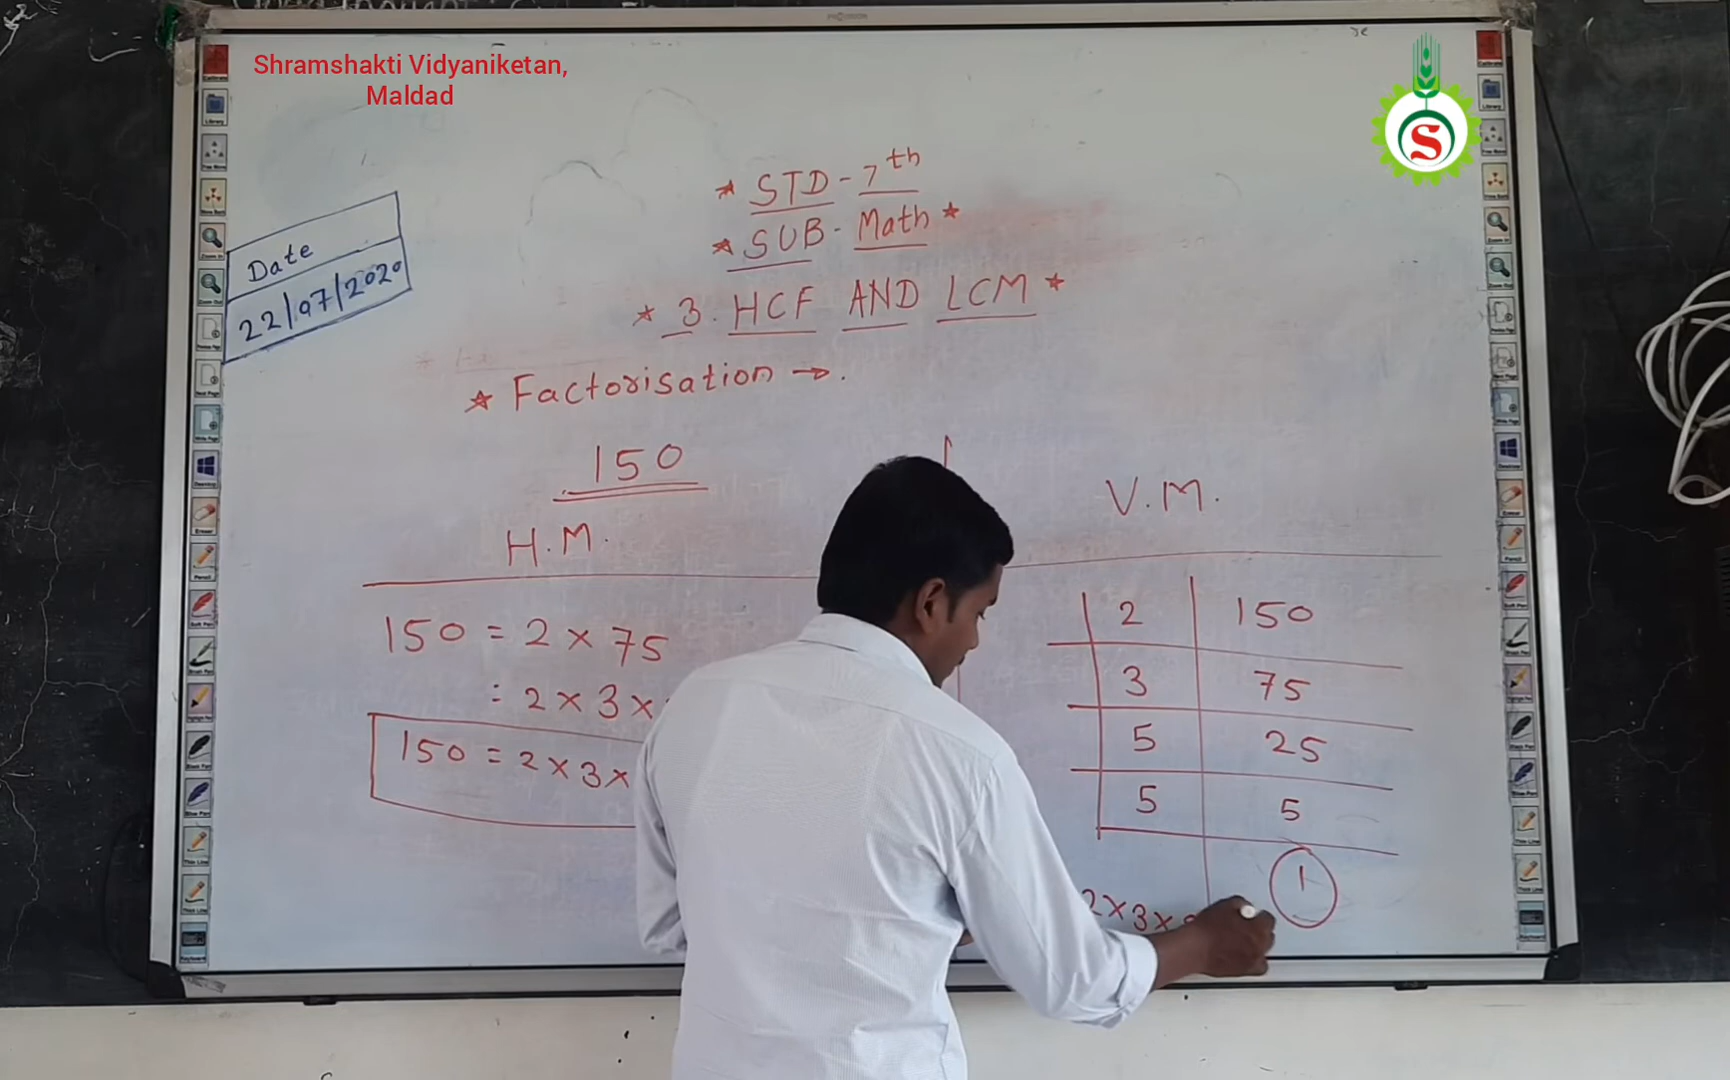 Shramshakti Vidyaniketan,
Maldad
S
Date
22/07/2020
* STD - 7th
* SUB - Math *
* 3. HCF AND LCM *
* Factorisation → .
150
H.M.
150 = 2 × 75
= 2 × 3 ×
150 = 2 × 3 ×
V.M.
2 150
3 75
5 25
5 5
1
2 × 3 ×